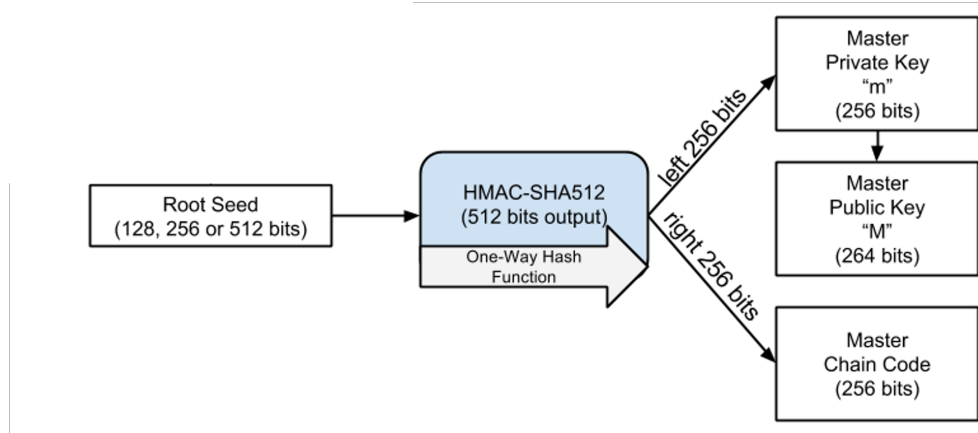 Root Seed
(128, 256 or 512 bits)
HMAC-SHA512
(512 bits output)
One-Way Hash
Function
left 256 bits
right 256 bits
Master
Private Key
“m”
(256 bits)
Master
Public Key
“M”
(264 bits)
Master
Chain Code
(256 bits)